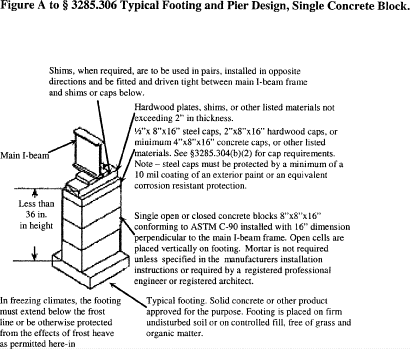 Figure A to § 3285.306 Typical Footing and Pier Design, Single Concrete Block.
Shims, when required, are to be used in pairs, installed in opposite
directions and be fitted and driven tight between main I-beam frame
and shims or caps below.
Hardwood plates, shims, or other listed materials not
exceeding 2" in thickness.
½"x 8"x16" steel caps, 2"x8"x16" hardwood caps, or
minimum 4"x8"x16" concrete caps, or other listed
materials. See §3285.304(b)(2) for cap requirements.
Note – steel caps must be protected by a minimum of a
10 mil coating of an exterior paint or an equivalent
corrosion resistant protection.
Main I-beam
Less than
36 in.
in height
Single open or closed concrete blocks 8"x8"x16"
conforming to ASTM C-90 installed with 16" dimension
perpendicular to the main I-beam frame. Open cells are
placed vertically on footing. Mortar is not required
unless specified in the manufacturers installation
instructions or required by a registered professional
engineer or registered architect.
In freezing climates, the footing
must extend below the frost
line or be otherwise protected
from the effects of frost heave
as permitted here-in
Typical footing. Solid concrete or other product
approved for the purpose. Footing is placed on firm
undisturbed soil or on controlled fill, free of grass and
organic matter.